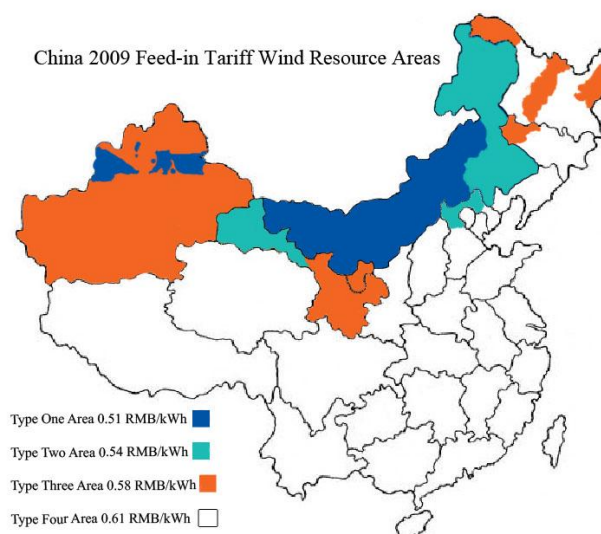 China 2009 Feed-in Tariff Wind Resource Areas
Type One Area 0.51 RMB/kWh
Type Two Area 0.54 RMB/kWh
Type Three Area 0.58 RMB/kWh
Type Four Area 0.61 RMB/kWh